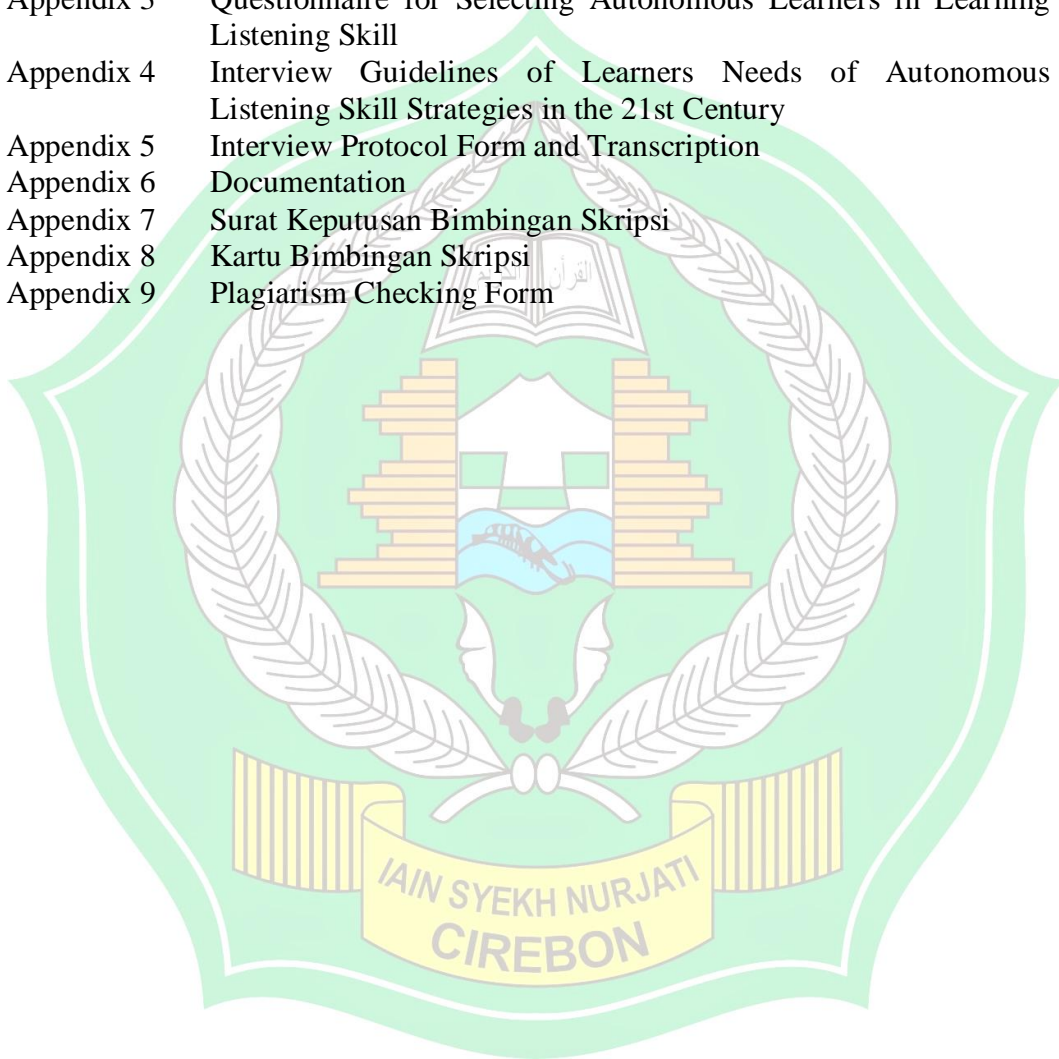 Appendix 3 Questionnaire for Selecting Autonomous Learners in Learning
Listening Skill
Appendix 4 Interview Guidelines of Learners Needs of Autonomous
Listening Skill Strategies in the 21st Century
Appendix 5 Interview Protocol Form and Transcription
Appendix 6 Documentation
Appendix 7 Surat Keputusan Bimbingan Skripsi
Appendix 8 Kartu Bimbingan Skripsi
Appendix 9 Plagiarism Checking Form
القرآن الكريم
IAIN SYEKH NURJATI
CIREBON